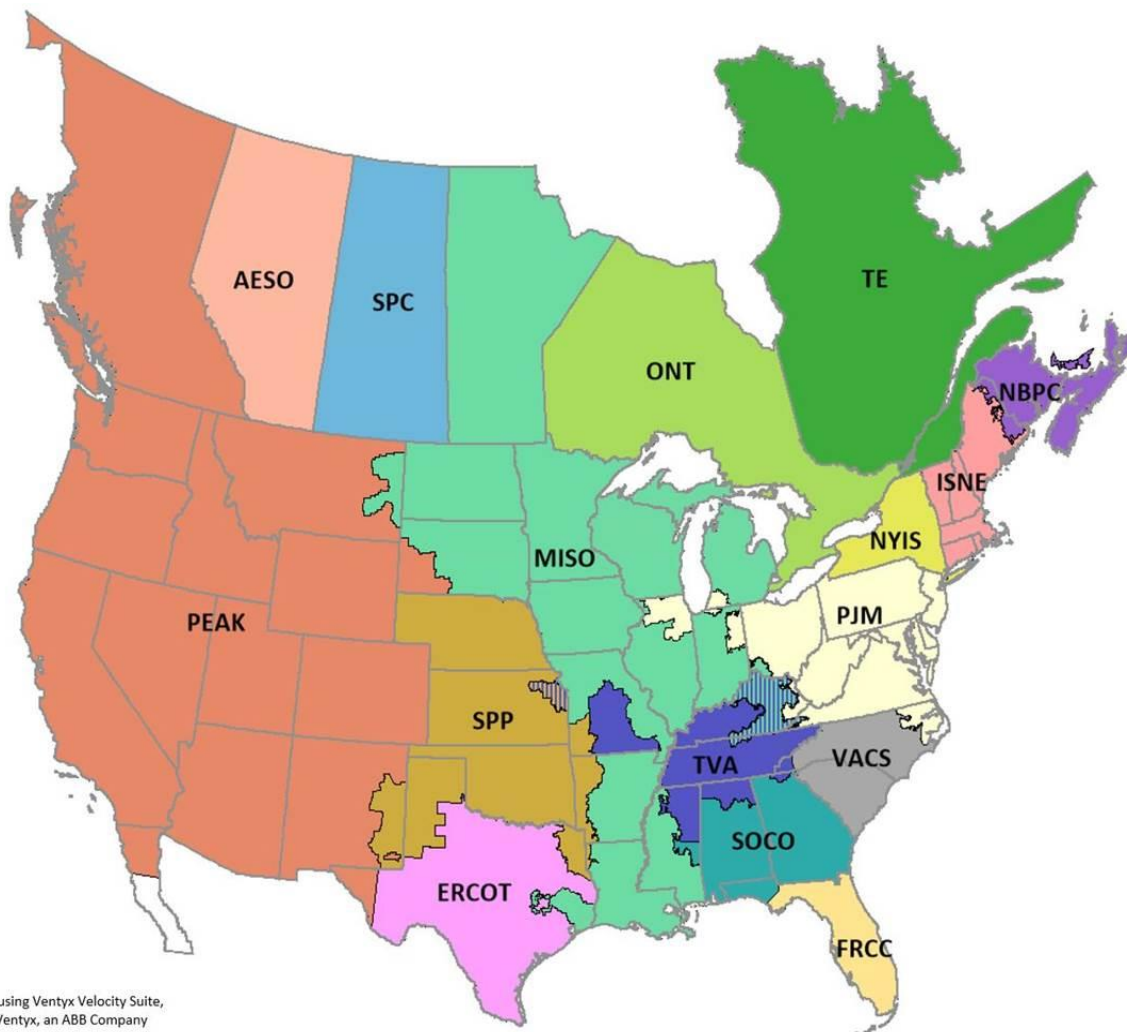 TE
AESO
SPC
ONT
NBPC
ISNE
NYIS
MISO
PEAK
PJM
SPP
VACS
TVA
SOCO
ERCOT
FRCC
using Ventyx Velocity Suite,
Ventyx, an ABB Company